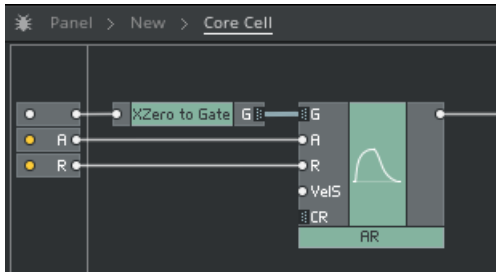 Panel > New > Core Cell
XZero to Gate G
G
A
A
R
R
VelS
CR
AR